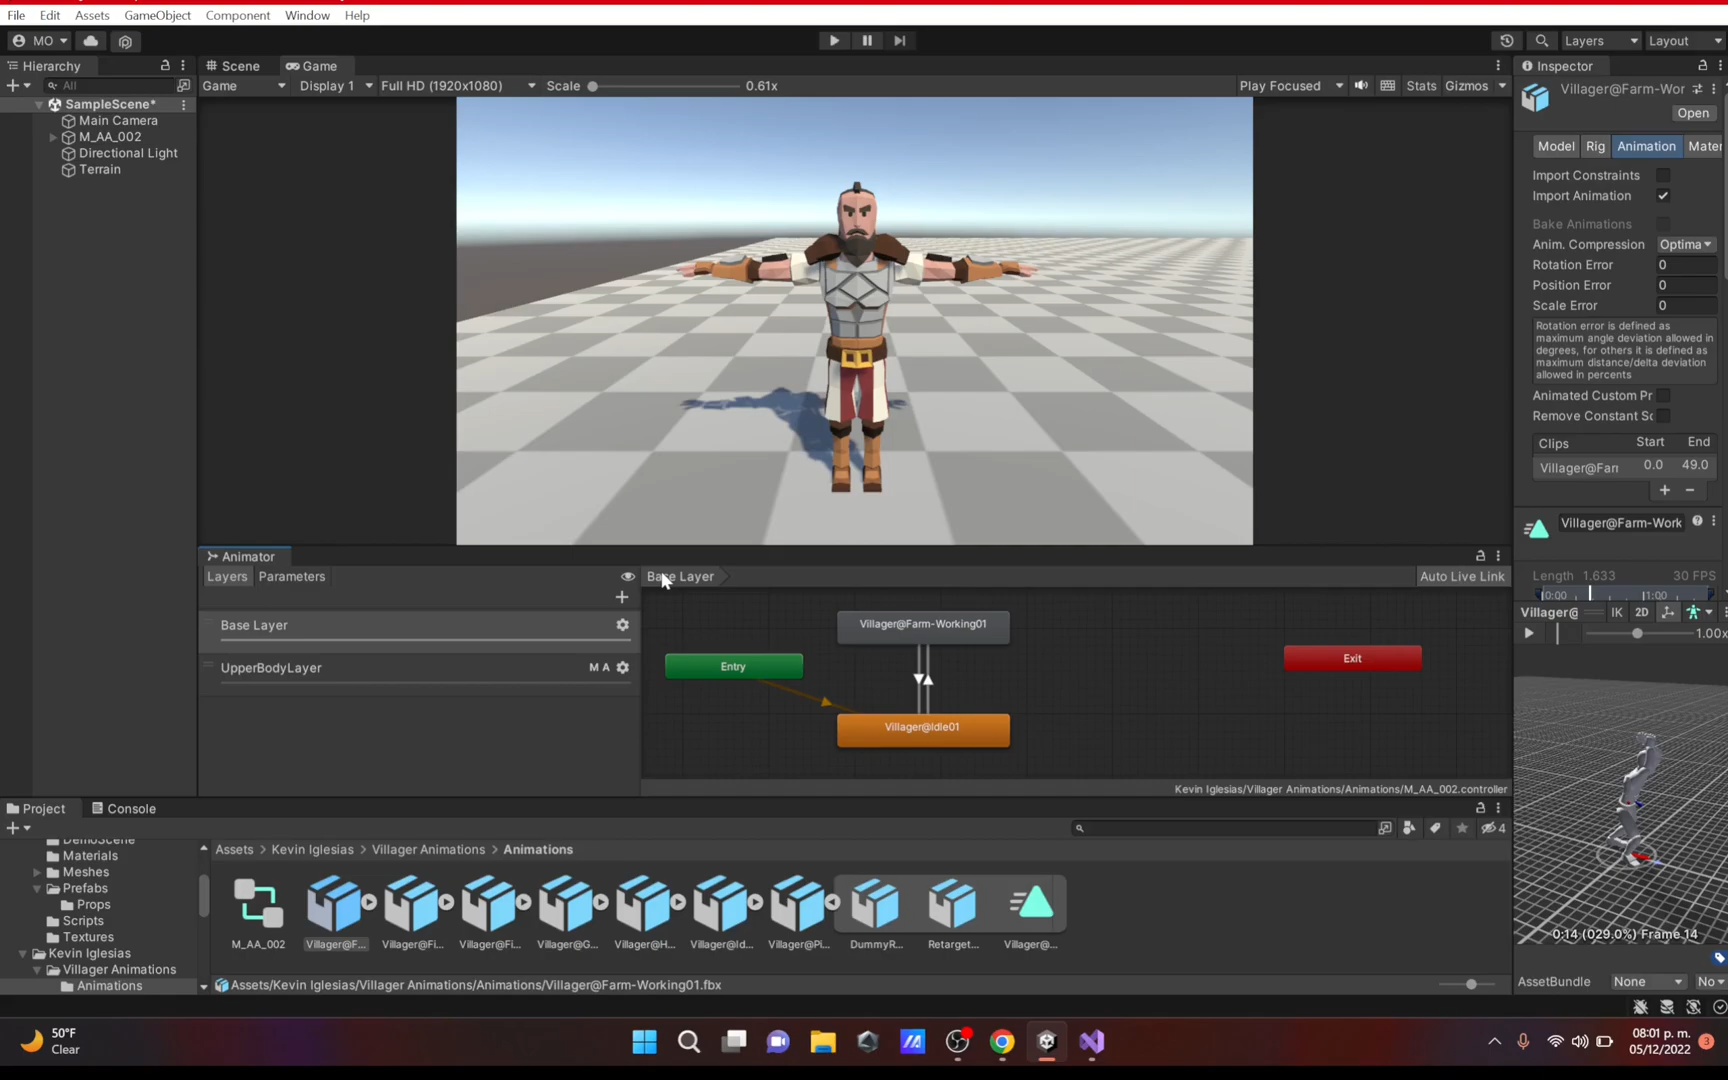 File Edit Assets GameObject Component Window Help
MO Layers Layout
Hierarchy
All
SampleScene*
Main Camera
M_AA_002
Directional Light
Terrain
Scene Game
Game Display 1 Full HD (1920x1080) Scale 0.61x Play Focused Stats Gizmos
Inspector
Villager@Farm-Wor
Open
Model Rig Animation Mater
Import Constraints
Import Animation
Bake Animations
Anim. Compression Optima
Rotation Error 0
Position Error 0
Scale Error 0
Rotation error is defined as
maximum angle deviation allowed in
degrees, for others it is defined as
maximum distance/delta deviation
allowed in percents
Animated Custom Pr
Remove Constant Sc
Clips Start End
Villager@Farr 0.0 49.0
Villager@Farm-Work
Length 1.633 30 FPS
0:00 1:00
Villager@ IK 2D
1.00x
0:14 (029.0%) Frame 14
AssetBundle None No
Animator
Layers Parameters
Base Layer Auto Live Link
Base Layer
UpperBodyLayer M A
Villager@Farm-Working01
Entry
Exit
Villager@Idle01
Kevin Iglesias/Villager Animations/Animations/M_AA_002.controller
Project Console
4
DemoScene
Materials
Meshes
Prefabs
Props
Scripts
Textures
Kevin Iglesias
Villager Animations
Animations
Assets > Kevin Iglesias > Villager Animations > Animations
M_AA_002 Villager@F... Villager@Fi... Villager@Fi... Villager@G... Villager@H... Villager@Id... Villager@Pi... DummyR... Retarget... Villager@...
Assets/Kevin Iglesias/Villager Animations/Animations/Villager@Farm-Working01.fbx
50°F
Clear
08:01 p. m.
05/12/2022
3